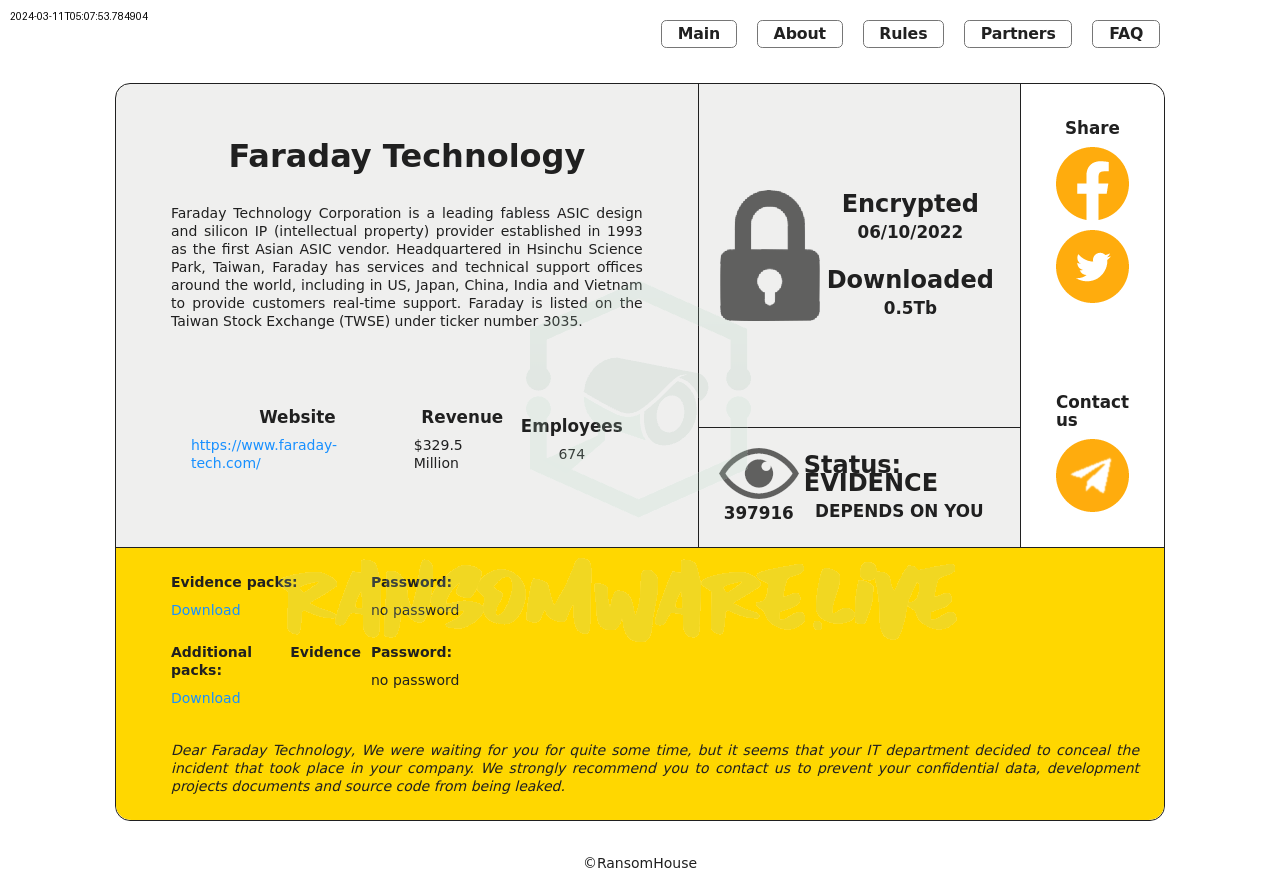 2024-03-11T05:07:53.784904
Main About Rules Partners FAQ
Faraday Technology
Faraday Technology Corporation is a leading fabless ASIC design
and silicon IP (intellectual property) provider established in 1993
as the first Asian ASIC vendor. Headquartered in Hsinchu Science
Park, Taiwan, Faraday has services and technical support offices
around the world, including in US, Japan, China, India and Vietnam
to provide customers real-time support. Faraday is listed on the
Taiwan Stock Exchange (TWSE) under ticker number 3035.
Website
https://www.faraday-
tech.com/
Revenue
$329.5
Million
Employees
674
Encrypted
06/10/2022
Downloaded
0.5Tb
Status:
EVIDENCE
397916
DEPENDS ON YOU
Share
Contact
us
Evidence packs:
Download
Password:
no password
Additional Evidence
packs:
Download
Password:
no password
RANSOMWARE.LIVE
Dear Faraday Technology, We were waiting for you for quite some time, but it seems that your IT department decided to conceal the
incident that took place in your company. We strongly recommend you to contact us to prevent your confidential data, development
projects documents and source code from being leaked.
©RansomHouse